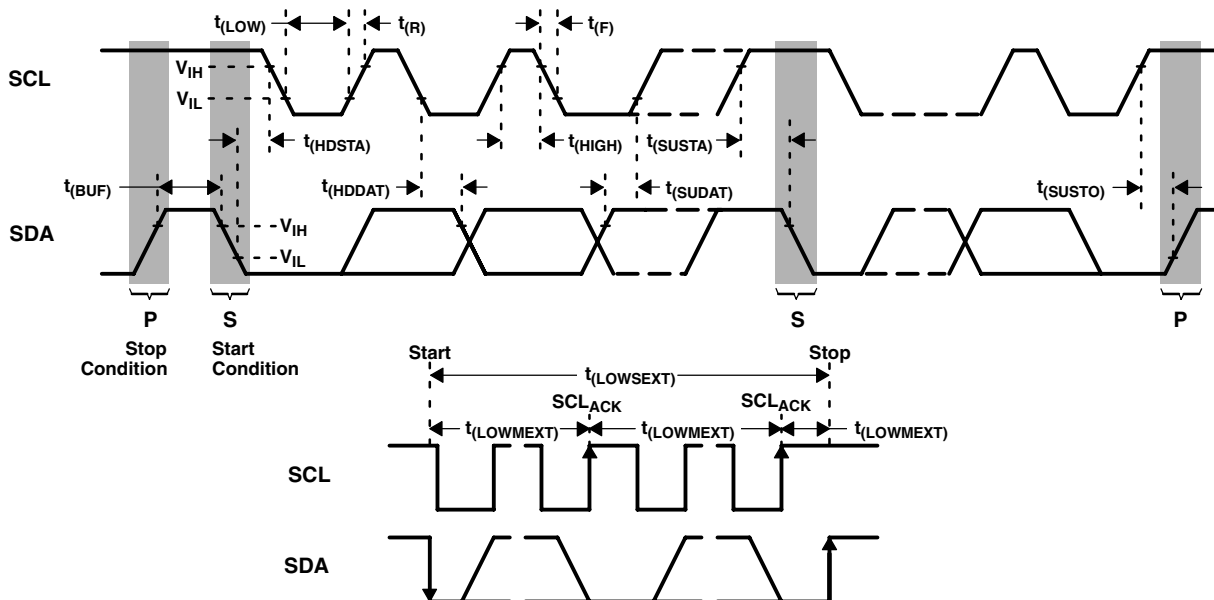 t(LOW) t(R) t(F)
SCL
VIH
VIL
t(HDSTA) t(HIGH) t(SUSTA)
t(BUF) t(HDDAT) t(SUDAT) t(SUSTO)
SDA
VIH
VIL
P S S P
Stop Condition
Start Condition
Start Stop
t(LOWSEXT)
SCLACK SCLACK
t(LOWMEXT) t(LOWMEXT) t(LOWMEXT)
SCL
SDA